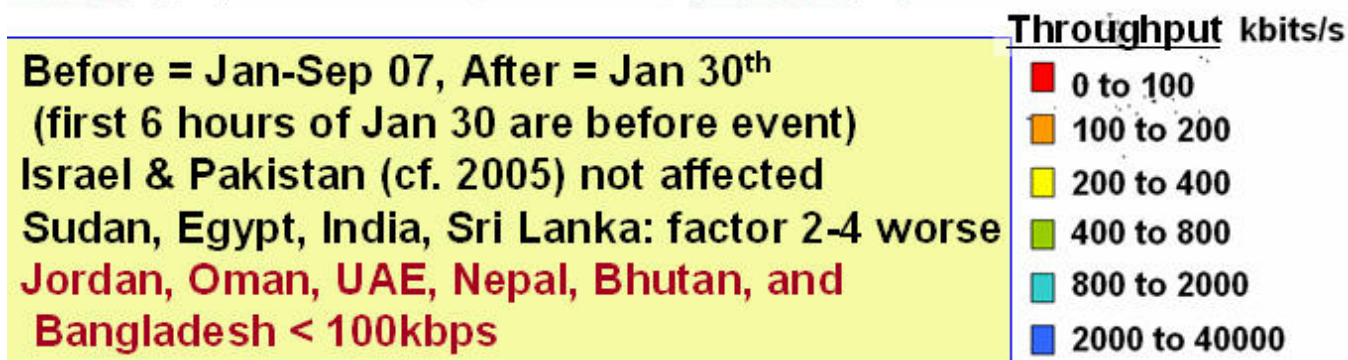 Before = Jan-Sep 07, After = Jan 30th
(first 6 hours of Jan 30 are before event)
Israel & Pakistan (cf. 2005) not affected
Sudan, Egypt, India, Sri Lanka: factor 2-4 worse
Jordan, Oman, UAE, Nepal, Bhutan, and
Bangladesh < 100kbps
Throughput kbits/s
0 to 100
100 to 200
200 to 400
400 to 800
800 to 2000
2000 to 40000